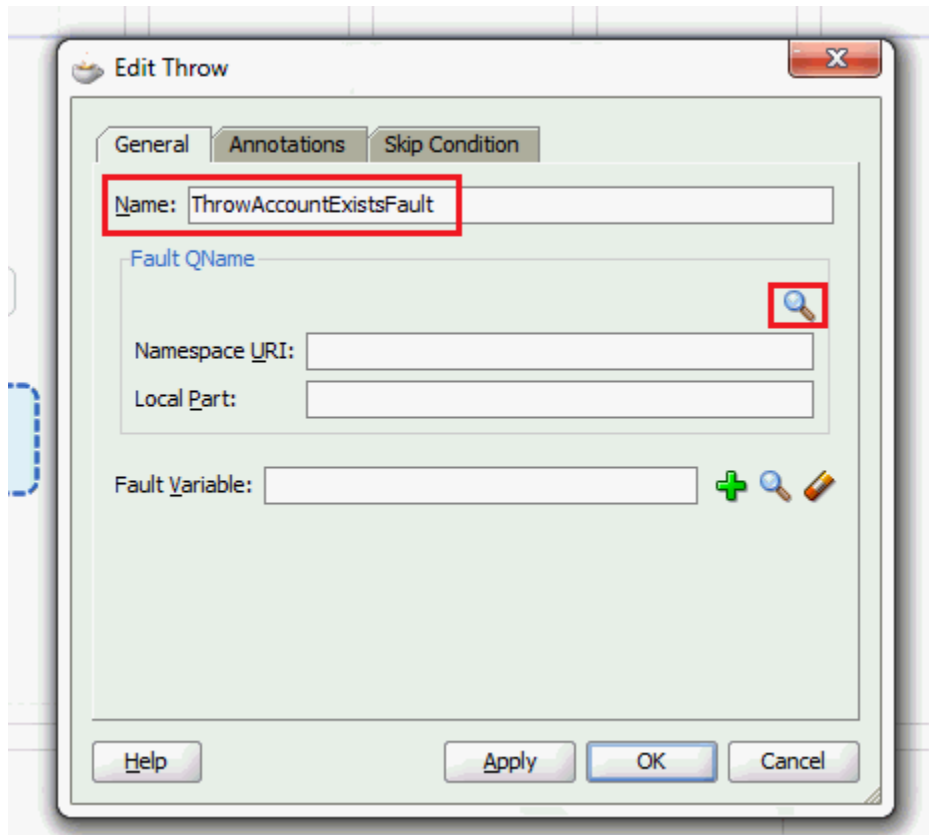 Edit Throw
General Annotations Skip Condition
Name: ThrowAccountExistsFault
Fault QName
Namespace URI:
Local Part:
Fault Variable:
Help Apply OK Cancel